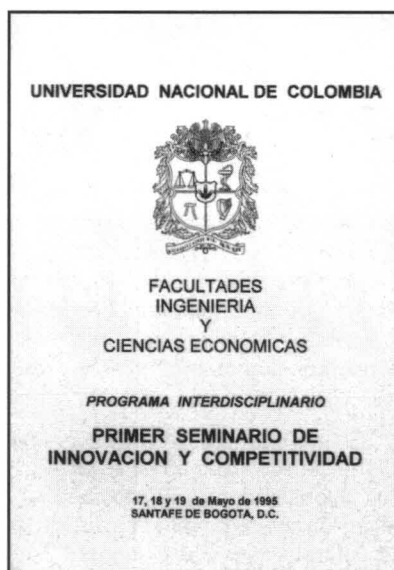 UNIVERSIDAD NACIONAL DE COLOMBIA
FACULTADES
INGENIERIA
Y
CIENCIAS ECONOMICAS
PROGRAMA INTERDISCIPLINARIO
PRIMER SEMINARIO DE
INNOVACION Y COMPETITIVIDAD
17, 18 y 19 de Mayo de 1995
SANTAFE DE BOGOTA, D.C.